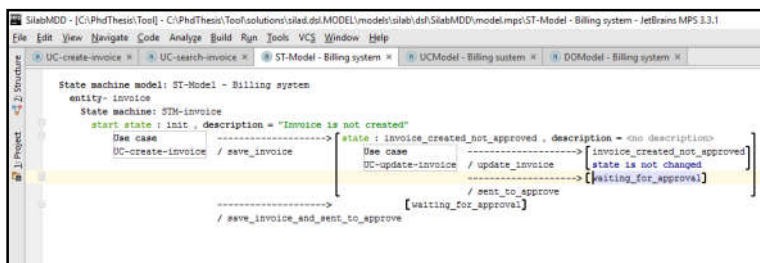 SilabMDD - [C:\PhdThesis\Tool] - C:\PhdThesis\Tool\solutions\silad.dsl.MODEL\models\silab\dsl\SilabMDD\model.mps\ST-Model - Billing system - JetBrains MPS 3.3.1
File Edit View Navigate Code Analyze Build Run Tools VCS Window Help
UC-create-invoice × UC-search-invoice × ST-Model - Billing system × UCModel - Billing sustem × DOModel - Billing system ×
2: Structure
1: Project
State machine model: ST-Model - Billing system
entity- invoice
State machine: STM-invoice
start state : init , description = "Invoice is not created"
Use case --------------------> state : invoice_created_not_approved , description = <no description>
UC-create-invoice / save_invoice Use case --------------------> [invoice_created_not_approved]
UC-update-invoice / update_invoice state is not changed
--------------------> [waiting_for_approval]
/ sent_to_approve
--------------------> [waiting_for_approval]
/ save_invoice_and_sent_to_approve